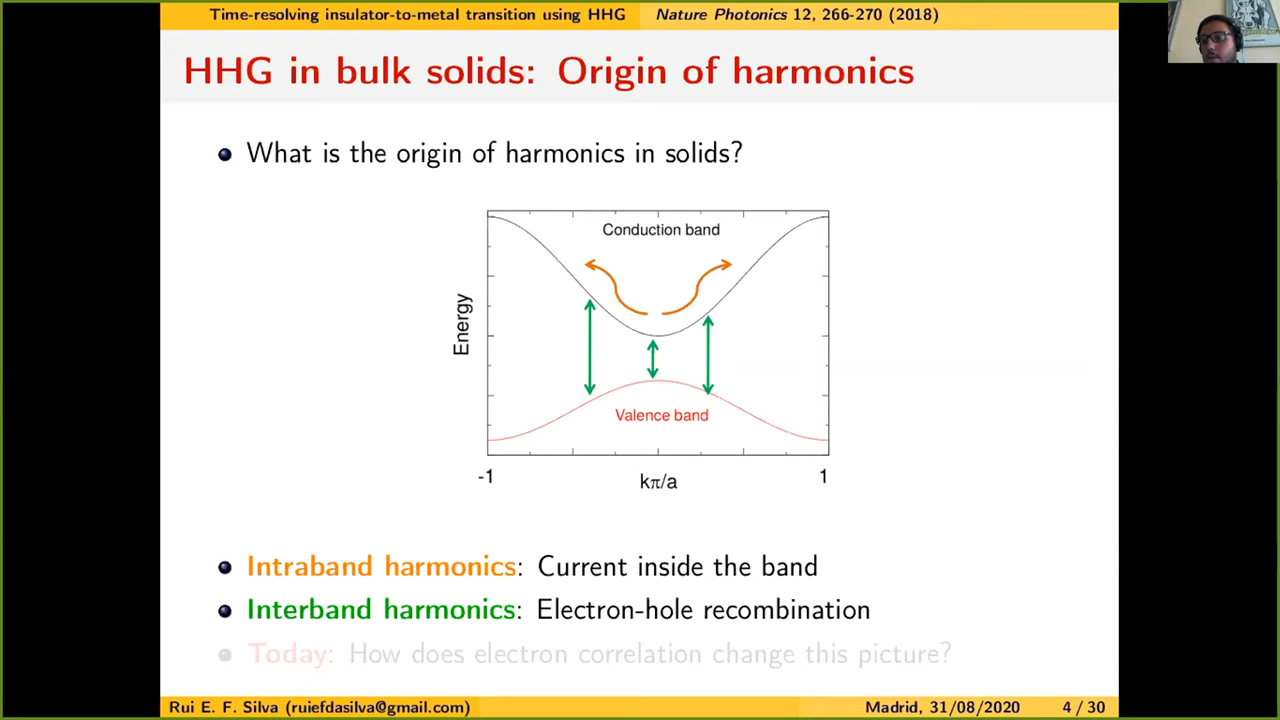 Time-resolving insulator-to-metal transition using HHG Nature Photonics 12, 266-270 (2018)
HHG in bulk solids: Origin of harmonics
What is the origin of harmonics in solids?
Conduction band
Energy
Valence band
-1 1
kπ/a
Intraband harmonics: Current inside the band
Interband harmonics: Electron-hole recombination
Today: How does electron correlation change this picture?
Rui E. F. Silva (ruiefdasilva@gmail.com) Madrid, 31/08/2020 4 / 30